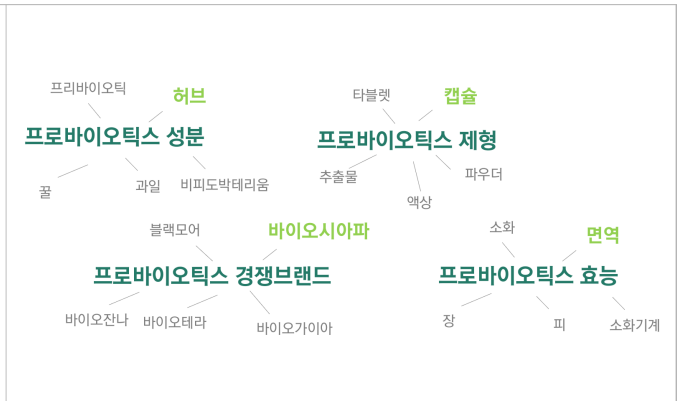 프리바이오틱
허브
프로바이오틱스 성분
꿀
과일
비피도박테리움
타블렛
캡슐
프로바이오틱스 제형
추출물
액상
파우더
블랙모어
바이오시아파
프로바이오틱스 경쟁브랜드
바이오잔나
바이오테라
바이오가이아
소화
면역
프로바이오틱스 효능
장
피
소화기계